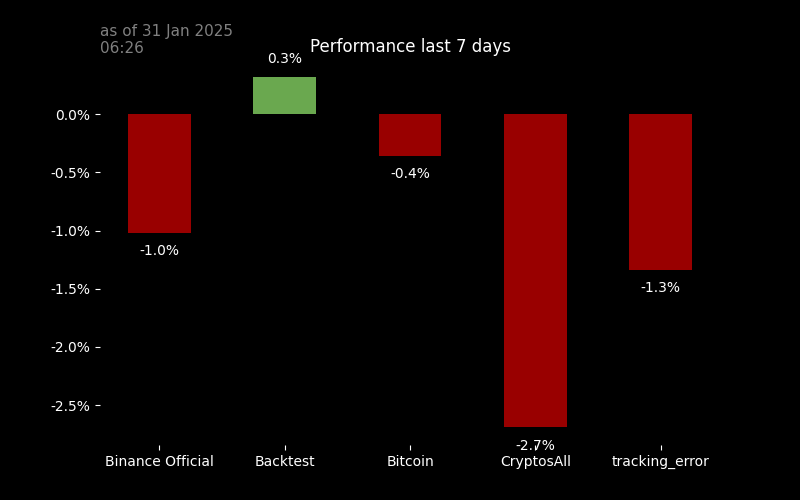 as of 31 Jan 2025
06:26
Performance last 7 days
0.3%
0.0%
-0.5%
-0.4%
-1.0%
-1.0%
-1.5%
-1.3%
-2.0%
-2.5%
-2.7%
Binance Official
Backtest
Bitcoin
CryptosAll
tracking_error